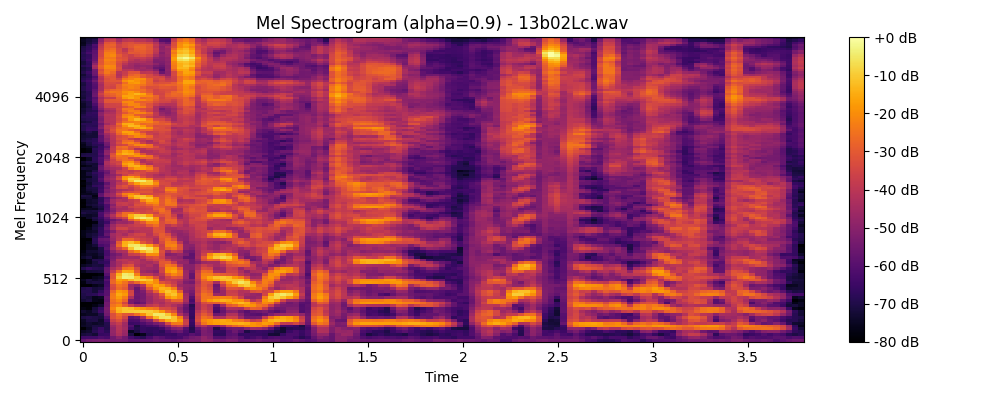 Mel Spectrogram (alpha=0.9) - 13b02Lc.wav
Mel Frequency
4096
2048
1024
512
0
0
0.5
1
1.5
2
2.5
3
3.5
Time
+0 dB
-10 dB
-20 dB
-30 dB
-40 dB
-50 dB
-60 dB
-70 dB
-80 dB